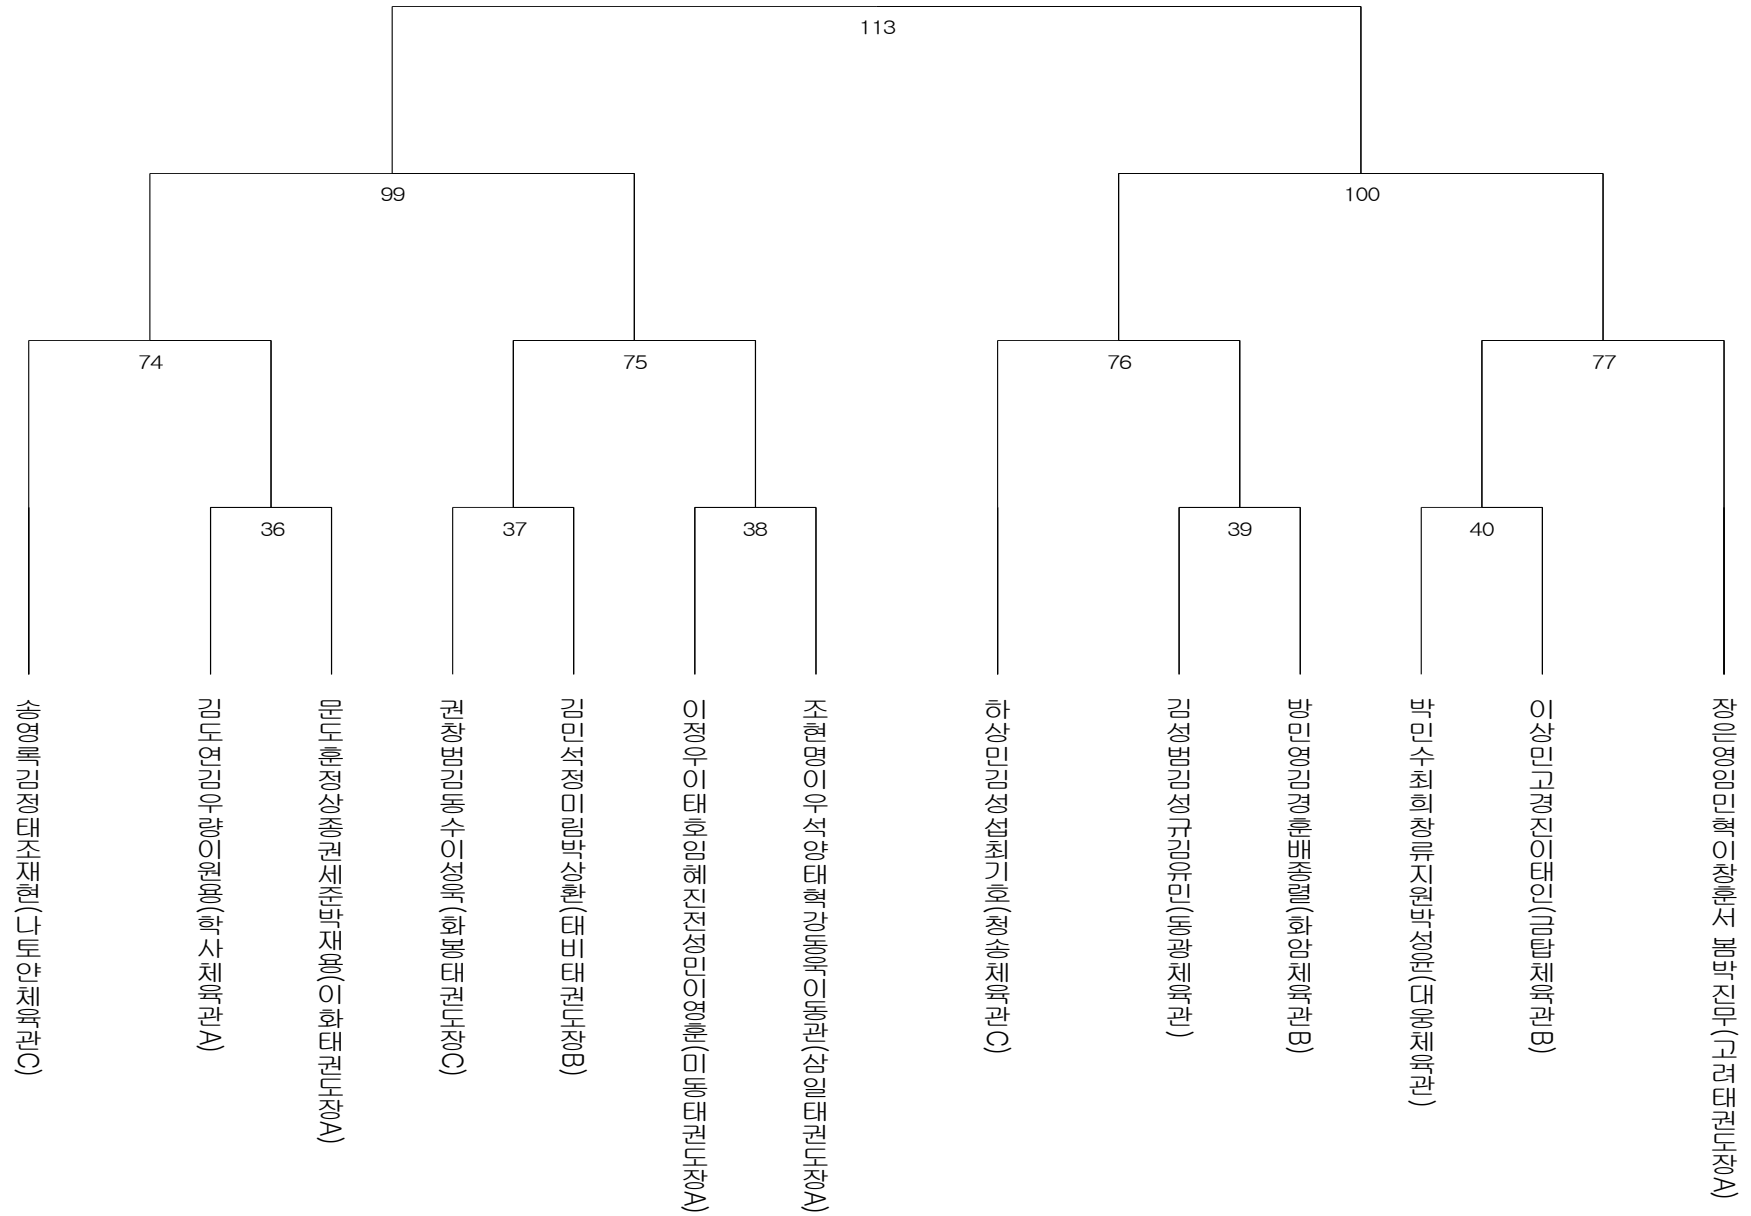 113
99
100
74
75
76
77
36
37
38
39
40
송영록김정태조재현(나토얀체육관C)
김도연김우량이원용(학사체육관A)
문도훈정상종권세준박재용(이화태권도장A)
권창범김동수이성욱(화봉태권도장C)
김민석정미림박상환(태비태권도장B)
이정우이태호임혜진전성민이영훈(미동태권도장A)
조현명이우석양태혁강동욱이동관(삼일태권도장A)
하상민김성섭최기호(청송체육관C)
김성범김성규김유민(동광체육관)
방민영김경훈배종렬(화암체육관B)
박민수최희창류지원박성윤(대웅체육관)
이상민고경진이태인(금탑체육관B)
장은영임민혁이창훈서 봄박진무(고려태권도장A)